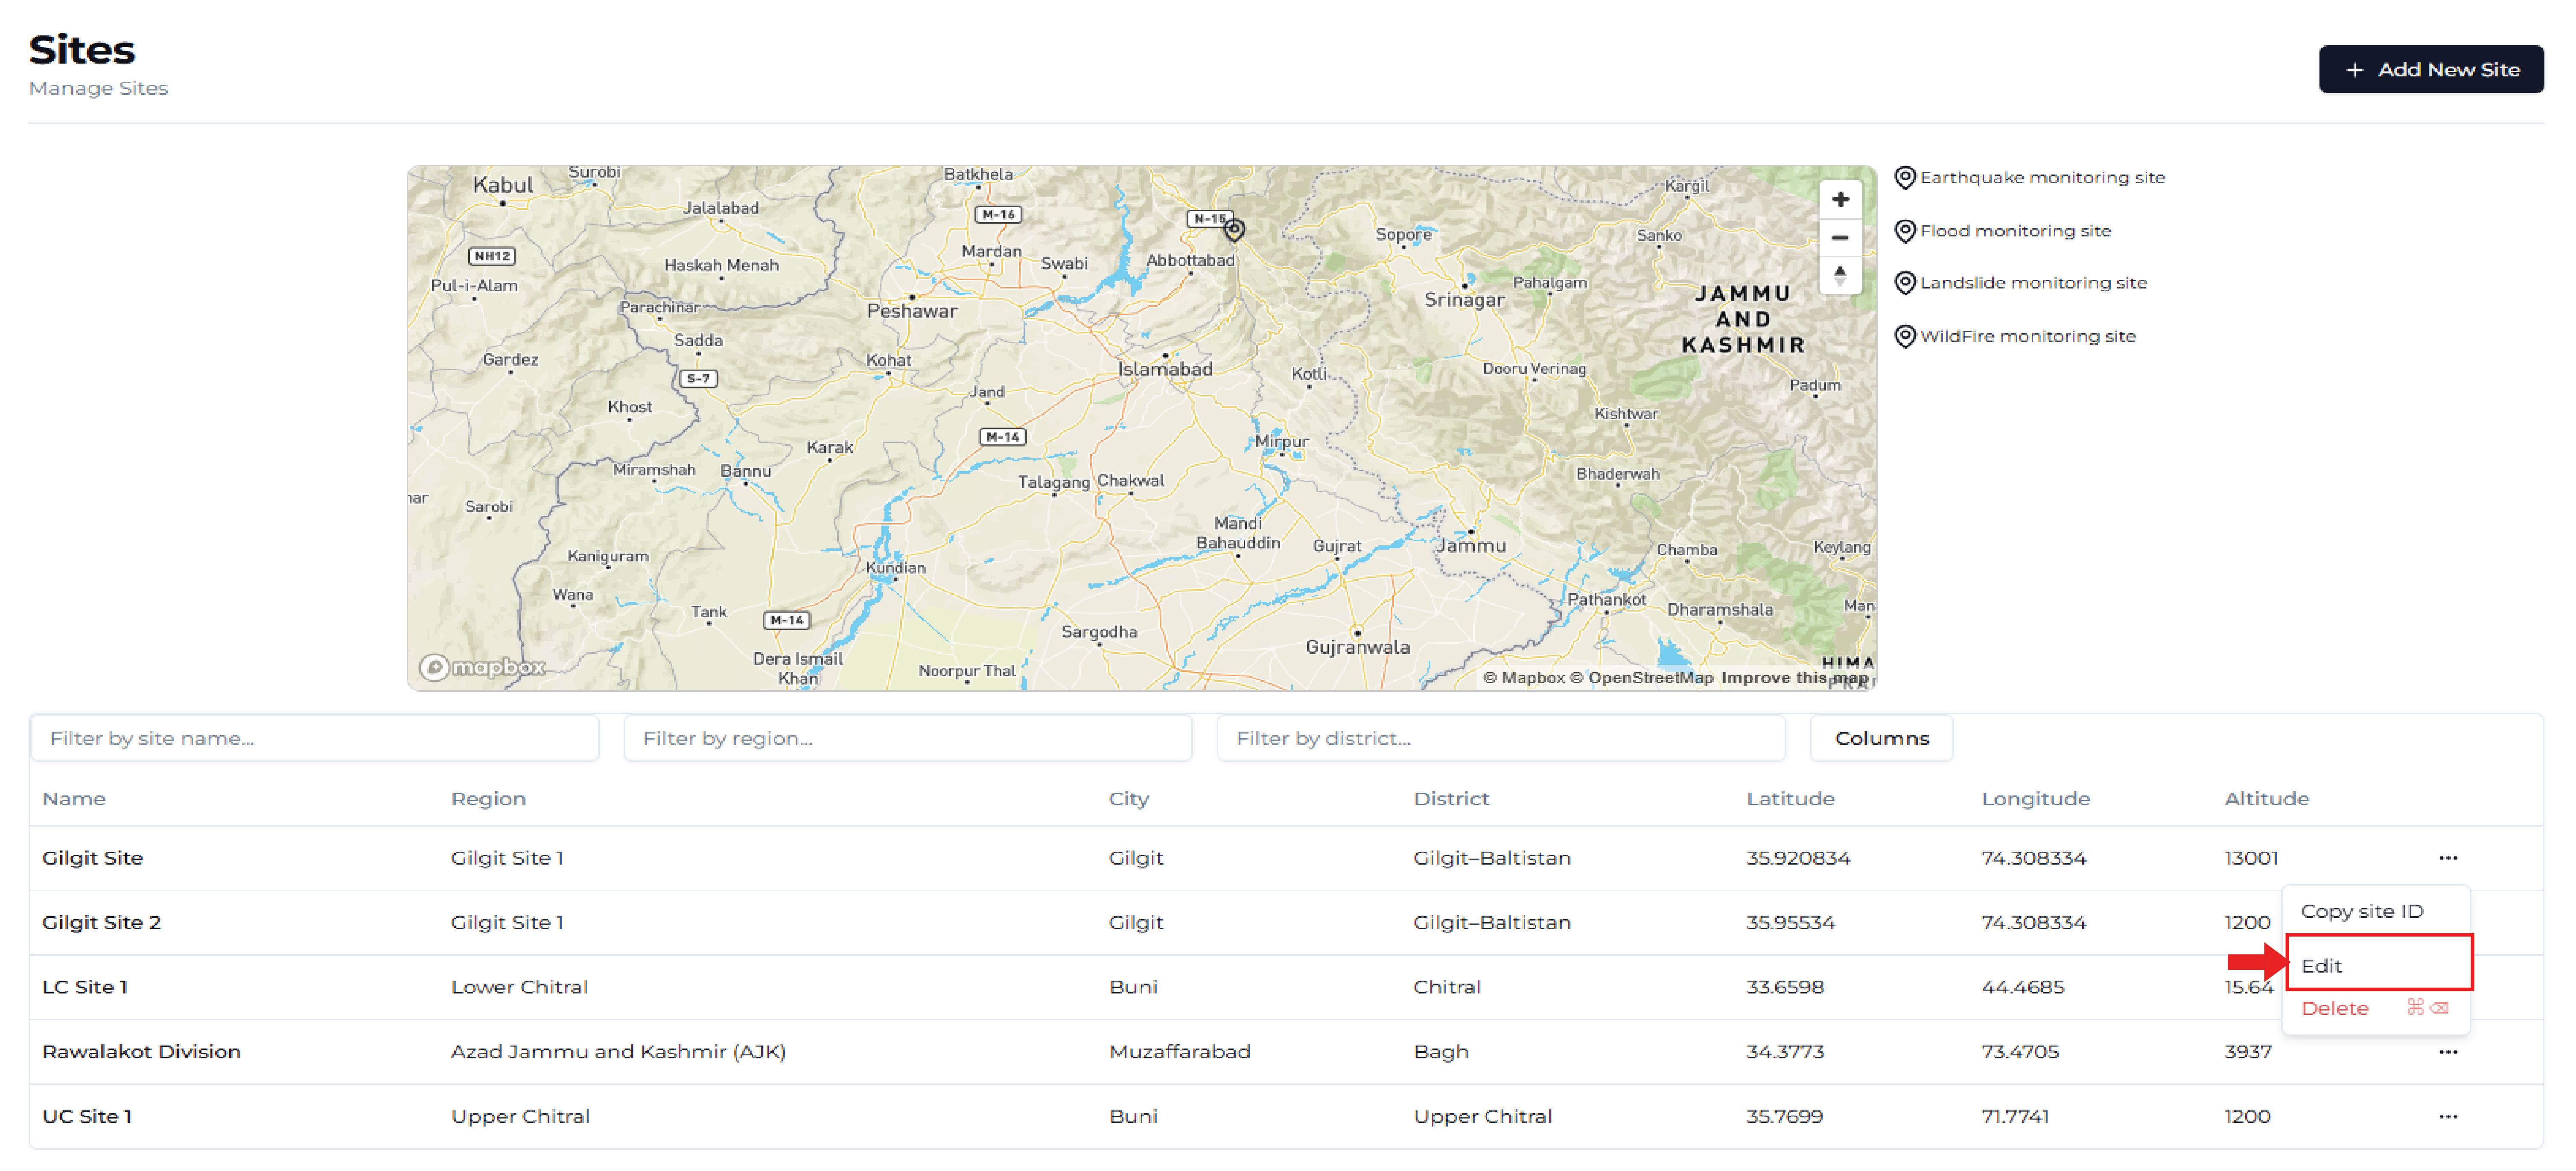 Sites
Manage Sites
+ Add New Site
Kabul
Surobi
Batkhela
Kargil
Jalalabad
M-16
N-15
Sopore
Sanko
NH12
Haskah Menah
Mardan
Swabi
Abbottabad
Pul-i-Alam
Parachinar
Peshawar
Srinagar
Pahalgam
JAMMU
AND
KASHMIR
Sadda
Gardez
Kohat
Islamabad
Kotli
Dooru Verinag
Padum
S-7
Jand
Khost
Kishtwar
M-14
Karak
Mirpur
Miramshah
Bannu
Talagang
Chakwal
Bhaderwah
nar
Sarobi
Mandi
Bahauddin
Gujrat
Jammu
Chamba
Keylang
Kaniguram
Kundian
Wana
Tank
M-14
Pathankot
Dharamshala
Man
Sargodha
Gujranwala
Dera Ismail
Khan
Noorpur Thal
HIMA
mapbox
© Mapbox © OpenStreetMap Improve this map
Earthquake monitoring site
Flood monitoring site
Landslide monitoring site
WildFire monitoring site
Filter by site name...
Filter by region...
Filter by district...
Columns
Name Region City District Latitude Longitude Altitude
Gilgit Site Gilgit Site 1 Gilgit Gilgit–Baltistan 35.920834 74.308334 13001 ...
Gilgit Site 2 Gilgit Site 1 Gilgit Gilgit–Baltistan 35.95534 74.308334 1200
LC Site 1 Lower Chitral Buni Chitral 33.6598 44.4685 15.64
Rawalakot Division Azad Jammu and Kashmir (AJK) Muzaffarabad Bagh 34.3773 73.4705 3937 ...
UC Site 1 Upper Chitral Buni Upper Chitral 35.7699 71.7741 1200 ...
Copy site ID
Edit
Delete ⌘⌫